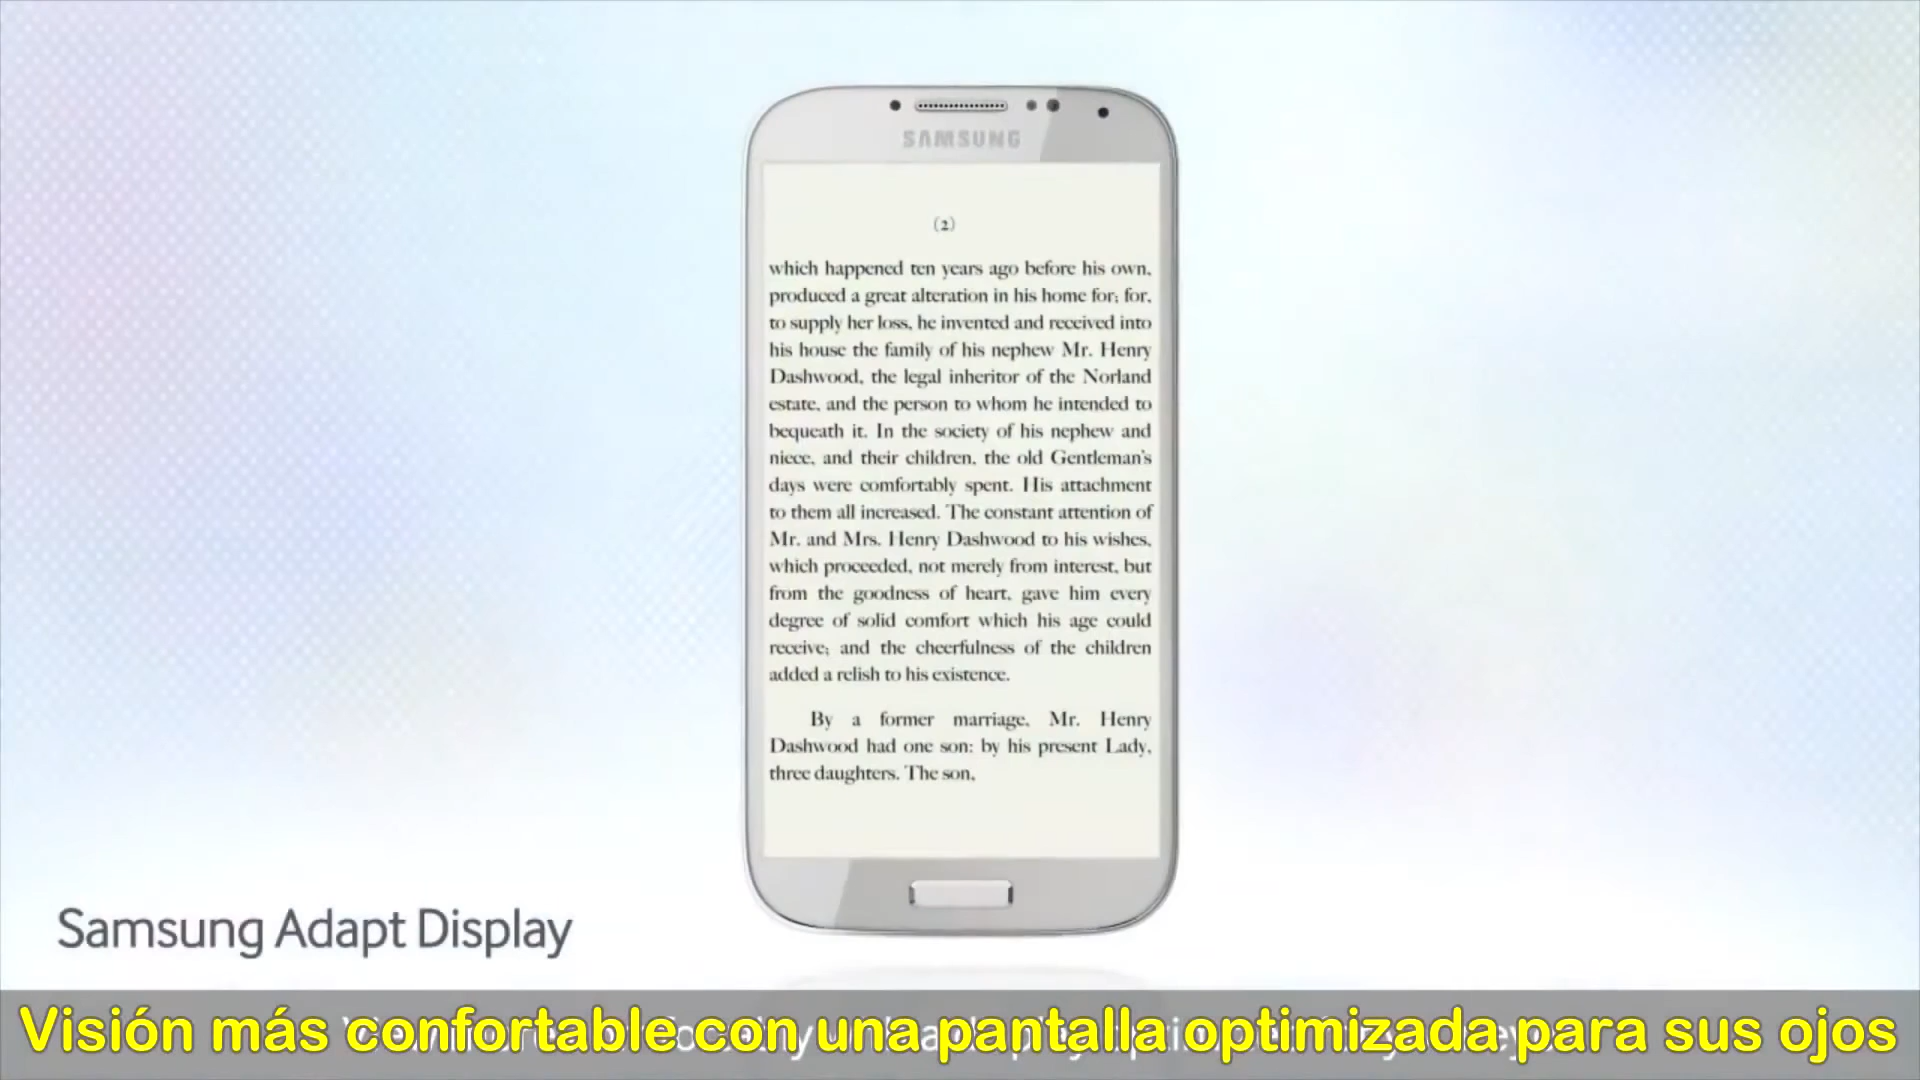 SAMSUNG
(2)
which happened ten years ago before his own,
produced a great alteration in his home for; for,
to supply her loss, he invented and received into
his house the family of his nephew Mr. Henry
Dashwood, the legal inheritor of the Norland
estate, and the person to whom he intended to
bequeath it. In the society of his nephew and
niece, and their children, the old Gentleman's
days were comfortably spent. His attachment
to them all increased. The constant attention of
Mr. and Mrs. Henry Dashwood to his wishes,
which proceeded, not merely from interest, but
from the goodness of heart, gave him every
degree of solid comfort which his age could
receive; and the cheerfulness of the children
added a relish to his existence.
By a former marriage, Mr. Henry
Dashwood had one son: by his present Lady,
three daughters. The son,
Samsung Adapt Display
Visión más confortable con una pantalla optimizada para sus ojos